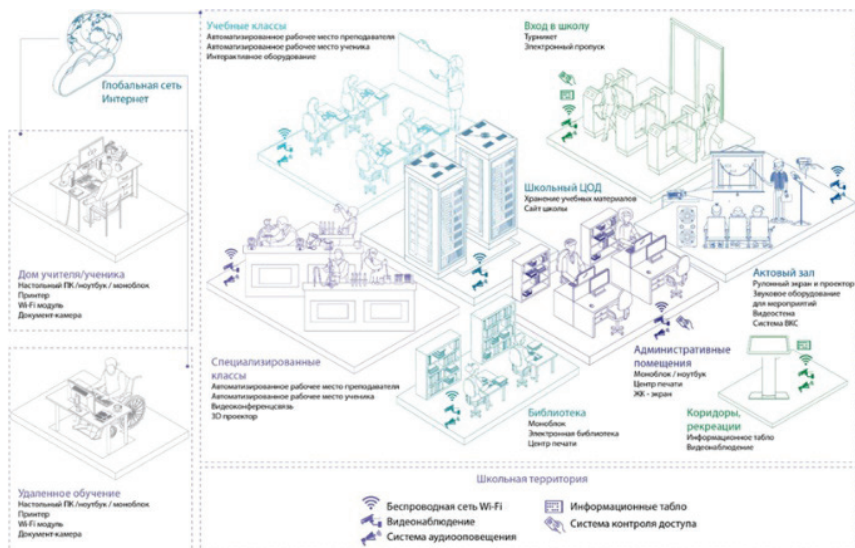 Глобальная сеть
Интернет
Учебные классы
Автоматизированное рабочее место преподавателя
Автоматизированное рабочее место ученика
Интерактивное оборудование
Вход в школу
Турникет
Электронный пропуск
Дом учителя/ученика
Настольный ПК /ноутбук / моноблок
Принтер
Wi-Fi модуль
Документ-камера
Школьный ЦОД
Хранение учебных материалов
Сайт школы
Актовый зал
Рулонный экран и проектор
Звуковое оборудование
для мероприятий
Видеостена
Система ВКС
Специализированные
классы
Автоматизированное рабочее место преподавателя
Автоматизированное рабочее место ученика
Видеоконференцсвязь
3D проектор
Административные
помещения
Моноблок / ноутбук
Центр печати
ЖК - экран
Библиотека
Моноблок
Электронная библиотека
Центр печати
Коридоры,
рекреации
Информационное табло
Видеонаблюдение
Удаленное обучение
Настольный ПК /ноутбук / моноблок
Принтер
Wi-Fi модуль
Документ-камера
Школьная территория
Беспроводная сеть Wi-Fi
Видеонаблюдение
Система аудиооповещения
Информационные табло
Система контроля доступа